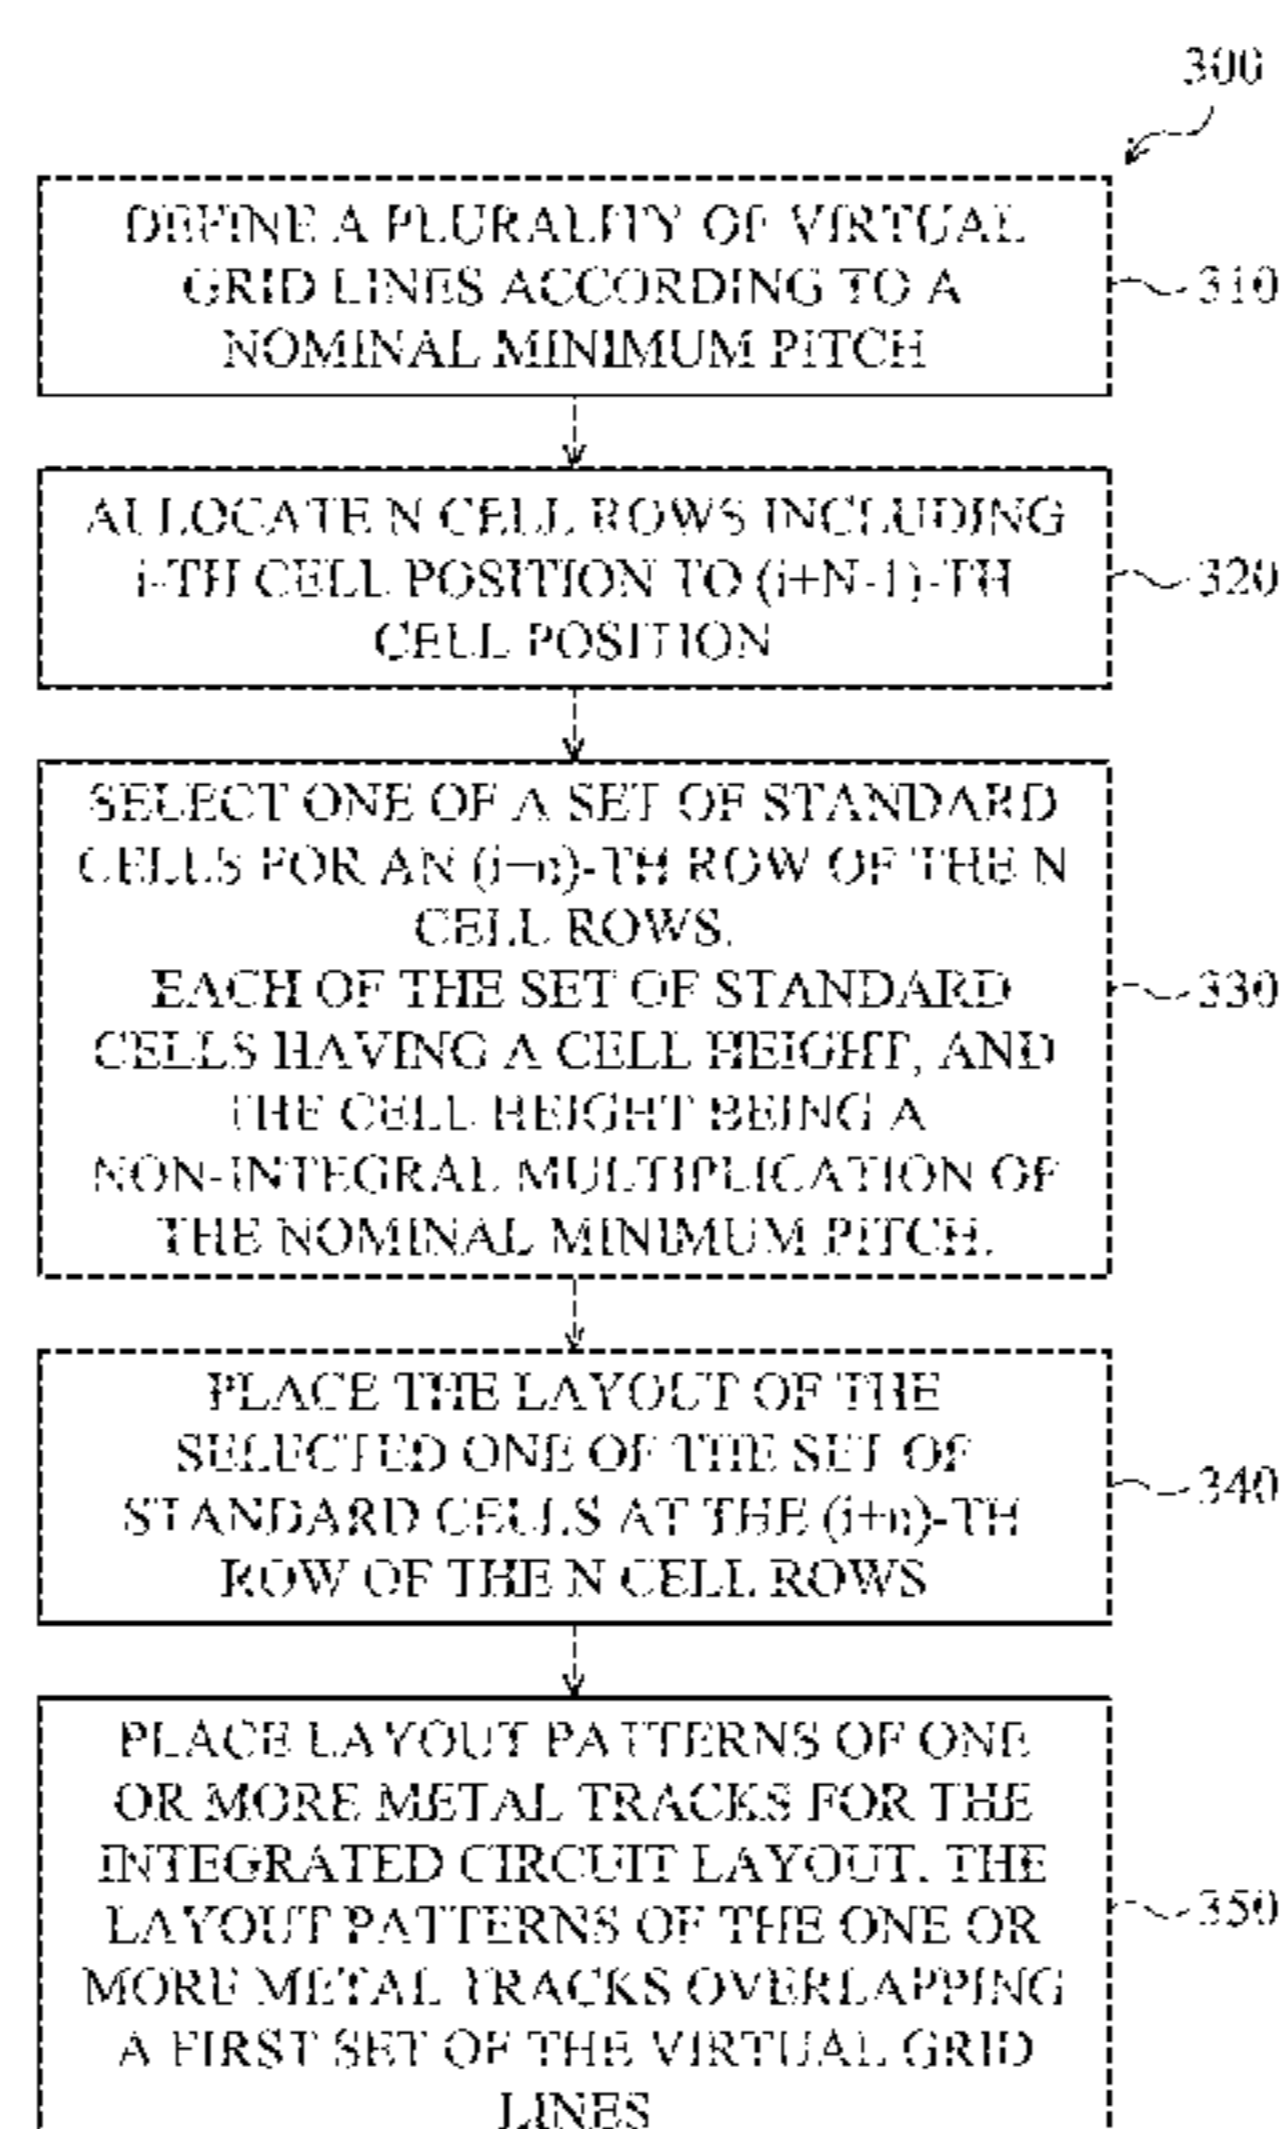 300
DEFINE A PLURALITY OF VIRTUAL
GRID LINES ACCORDING TO A
NOMINAL MINIMUM PITCH
310
ALLOCATE N CELL ROWS INCLUDING
i-TH CELL POSITION TO (i+N-1)-TH
CELL POSITION
320
SELECT ONE OF A SET OF STANDARD
CELLS FOR AN (i+n)-TH ROW OF THE N
CELL ROWS.
EACH OF THE SET OF STANDARD
CELLS HAVING A CELL HEIGHT, AND
THE CELL HEIGHT BEING A
NON-INTEGRAL MULTIPLICATION OF
THE NOMINAL MINIMUM PITCH.
330
PLACE THE LAYOUT OF THE
SELECTED ONE OF THE SET OF
STANDARD CELLS AT THE (i+n)-TH
ROW OF THE N CELL ROWS
340
PLACE LAYOUT PATTERNS OF ONE
OR MORE METAL TRACKS FOR THE
INTEGRATED CIRCUIT LAYOUT. THE
LAYOUT PATTERNS OF THE ONE OR
MORE METAL TRACKS OVERLAPPING
A FIRST SET OF THE VIRTUAL GRID
LINES
350